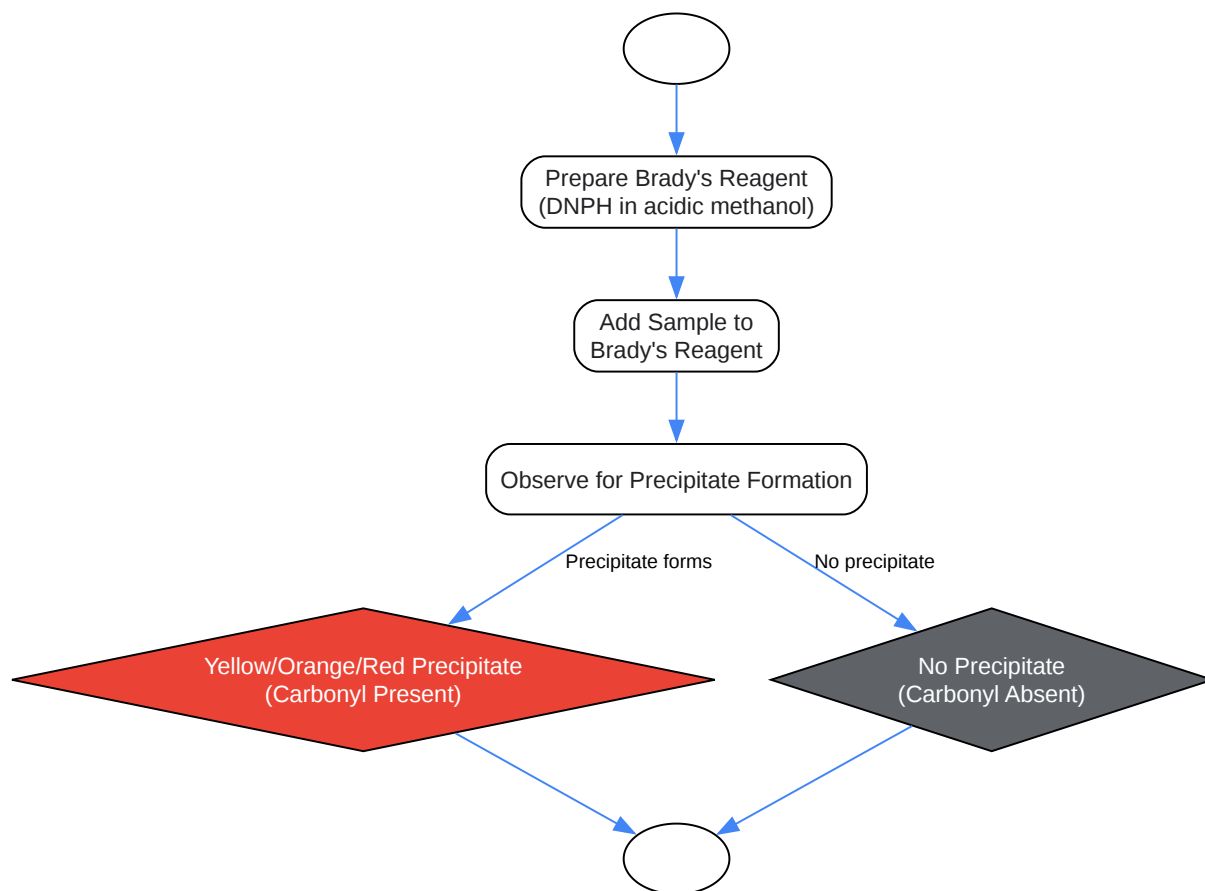 Prepare Brady's Reagent
(DNPH in acidic methanol)
Add Sample to
Brady's Reagent
Observe for Precipitate Formation
Precipitate forms
No precipitate
Yellow/Orange/Red Precipitate
(Carbonyl Present)
No Precipitate
(Carbonyl Absent)